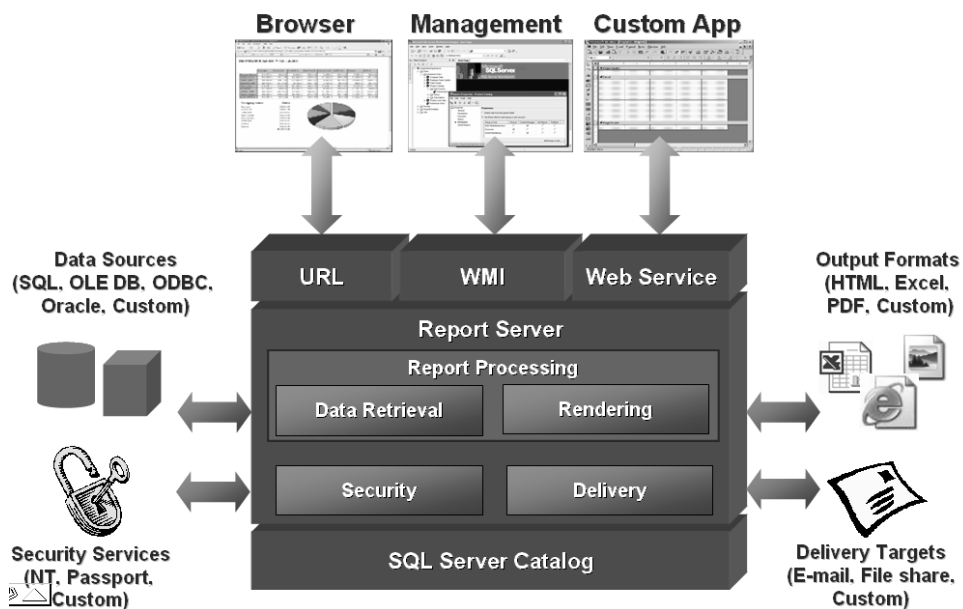 Browser
Management
Custom App
SQL Server
URL
WMI
Web Service
Data Sources
(SQL, OLE DB, ODBC,
Oracle, Custom)
Output Formats
(HTML, Excel,
PDF, Custom)
Report Server
Report Processing
Data Retrieval
Rendering
Security
Delivery
Security Services
(NT, Passport,
Custom)
Delivery Targets
(E-mail, File share,
Custom)
SQL Server Catalog